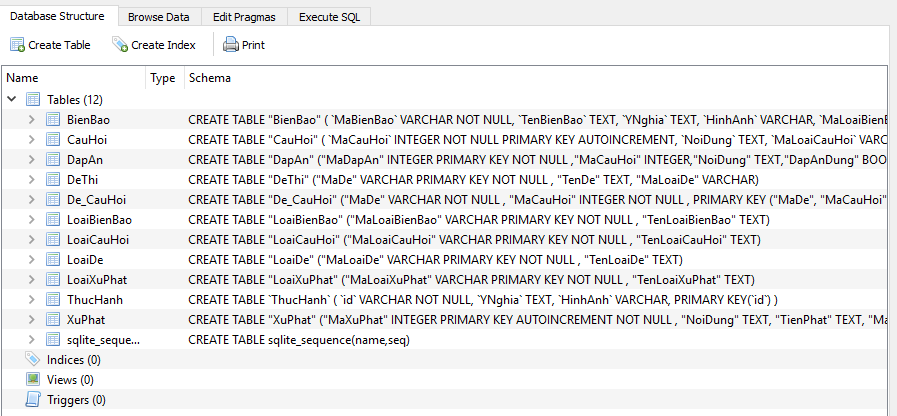 Database Structure Browse Data Edit Pragmas Execute SQL
Create Table Create Index Print
Name Type Schema
Tables (12)
BienBao CREATE TABLE "BienBao" ( `MaBienBao` VARCHAR NOT NULL, `TenBienBao` TEXT, `YNghia` TEXT, `HinhAnh` VARCHAR, `MaLoaiBienB
CauHoi CREATE TABLE "CauHoi" ( `MaCauHoi` INTEGER NOT NULL PRIMARY KEY AUTOINCREMENT, `NoiDung` TEXT, `MaLoaiCauHoi` VARC
DapAn CREATE TABLE "DapAn" ("MaDapAn" INTEGER PRIMARY KEY NOT NULL ,"MaCauHoi" INTEGER,"NoiDung" TEXT,"DapAnDung" BOO
DeThi CREATE TABLE "DeThi" ("MaDe" VARCHAR PRIMARY KEY NOT NULL , "TenDe" TEXT, "MaLoaiDe" VARCHAR)
De_CauHoi CREATE TABLE "De_CauHoi" ("MaDe" VARCHAR NOT NULL , "MaCauHoi" INTEGER NOT NULL , PRIMARY KEY ("MaDe", "MaCauHoi"
LoaiBienBao CREATE TABLE "LoaiBienBao" ("MaLoaiBienBao" VARCHAR PRIMARY KEY NOT NULL , "TenLoaiBienBao" TEXT)
LoaiCauHoi CREATE TABLE "LoaiCauHoi" ("MaLoaiCauHoi" VARCHAR PRIMARY KEY NOT NULL , "TenLoaiCauHoi" TEXT)
LoaiDe CREATE TABLE "LoaiDe" ("MaLoaiDe" VARCHAR PRIMARY KEY NOT NULL , "TenLoaiDe" TEXT)
LoaiXuPhat CREATE TABLE "LoaiXuPhat" ("MaLoaiXuPhat" VARCHAR PRIMARY KEY NOT NULL , "TenLoaiXuPhat" TEXT)
ThucHanh CREATE TABLE `ThucHanh` ( `id` VARCHAR NOT NULL, `YNghia` TEXT, `HinhAnh` VARCHAR, PRIMARY KEY(`id`) )
XuPhat CREATE TABLE "XuPhat" ("MaXuPhat" INTEGER PRIMARY KEY AUTOINCREMENT NOT NULL , "NoiDung" TEXT, "TienPhat" TEXT, "Ma
sqlite_seque... CREATE TABLE sqlite_sequence(name,seq)
Indices (0)
Views (0)
Triggers (0)